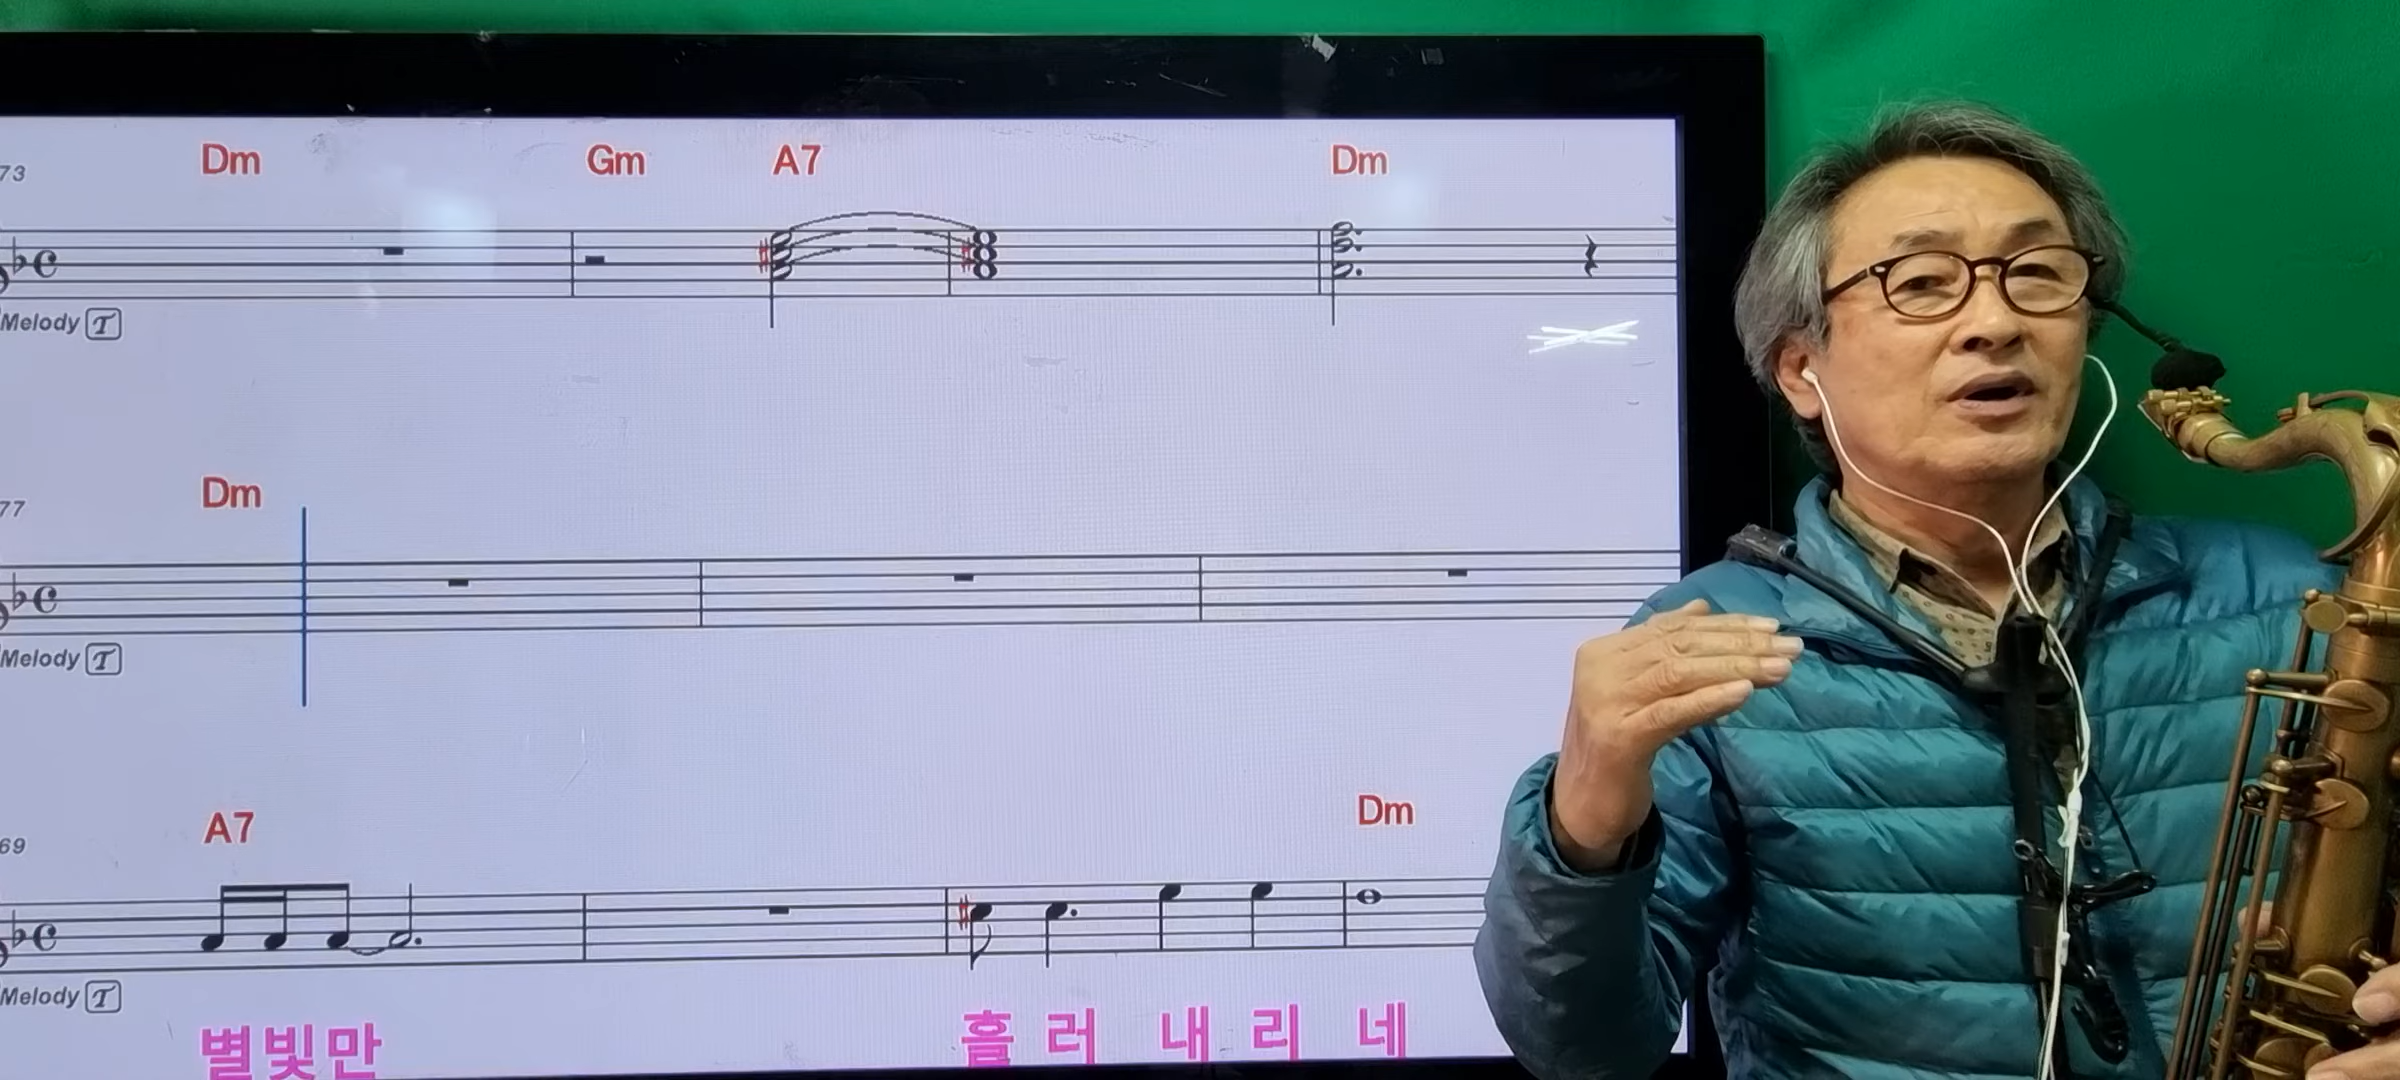 73 Dm Gm A7 Dm
Melody T
77 Dm
Melody T
69 A7 Dm
Melody T
별빛만 흘 러 내 리 네